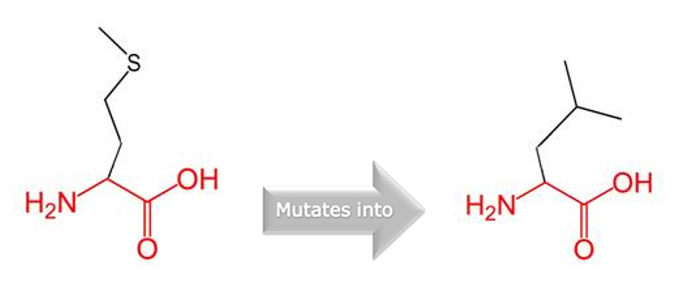 S
H₂N
OH
O
Mutates into
H₂N
OH
O